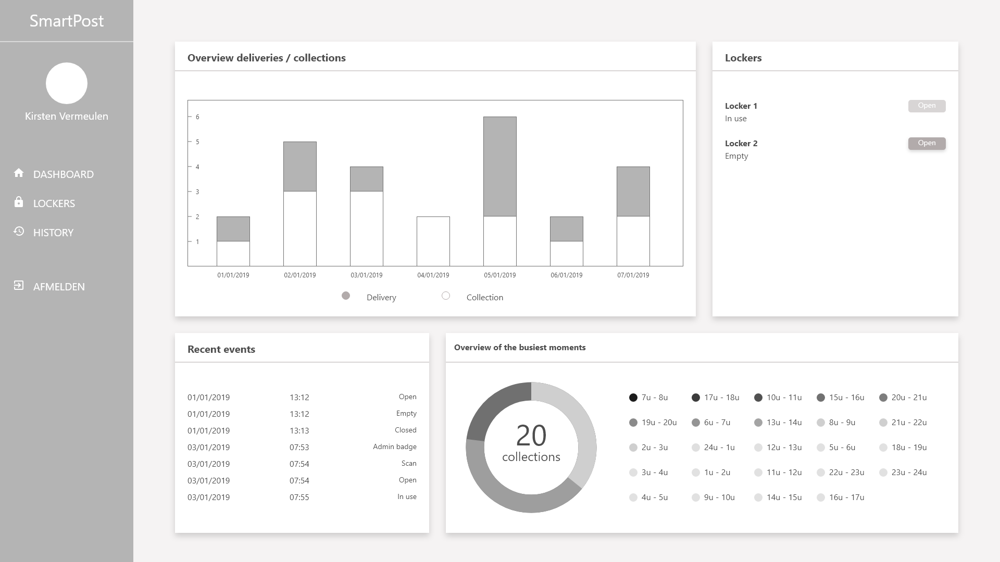 SmartPost
Kirsten Vermeulen
DASHBOARD
LOCKERS
HISTORY
AFMELDEN
Overview deliveries / collections
6
5
4
3
2
1
01/01/2019 02/01/2019 03/01/2019 04/01/2019 05/01/2019 06/01/2019 07/01/2019
Delivery Collection
Lockers
Locker 1 Open
In use
Locker 2 Open
Empty
Recent events
01/01/2019 13:12 Open
01/01/2019 13:12 Empty
01/01/2019 13:13 Closed
03/01/2019 07:53 Admin badge
03/01/2019 07:54 Scan
03/01/2019 07:54 Open
03/01/2019 07:55 In use
Overview of the busiest moments
20
collections
7u - 8u 17u - 18u 10u - 11u 15u - 16u 20u - 21u
19u - 20u 6u - 7u 13u - 14u 8u - 9u 21u - 22u
2u - 3u 24u - 1u 12u - 13u 5u - 6u 18u - 19u
3u - 4u 1u - 2u 11u - 12u 22u - 23u 23u - 24u
4u - 5u 9u - 10u 14u - 15u 16u - 17u